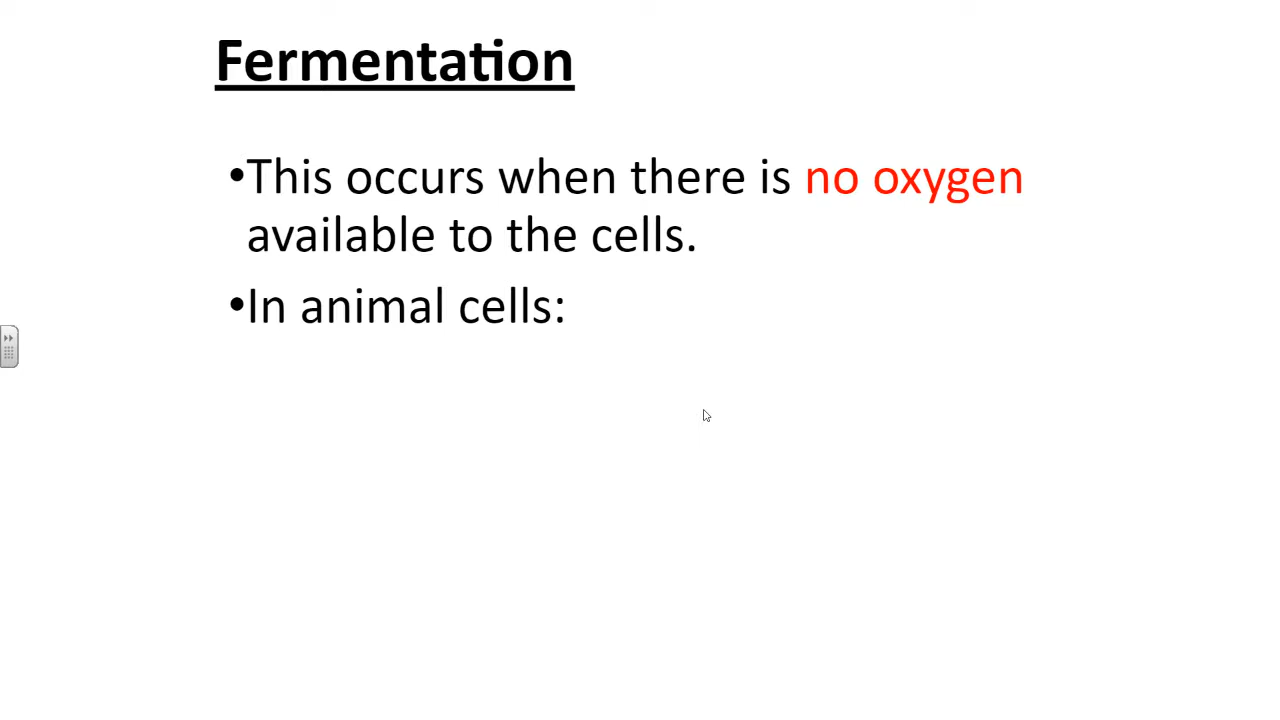 Fermentation
•This occurs when there is no oxygen
available to the cells.
•In animal cells: